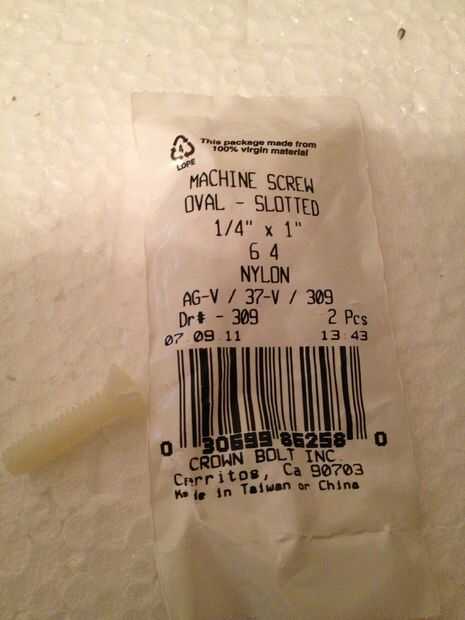 This package made from
100% virgin material
4
LDPE
MACHINE SCREW
OVAL - SLOTTED
1/4" x 1"
6 4
NYLON
AG-V / 37-V / 309
Dr# - 309 2 Pcs
07 09 11 13 43
0 30699 86258 0
CROWN BOLT INC
Cerritos, Ca 90703
in Taiwan or China